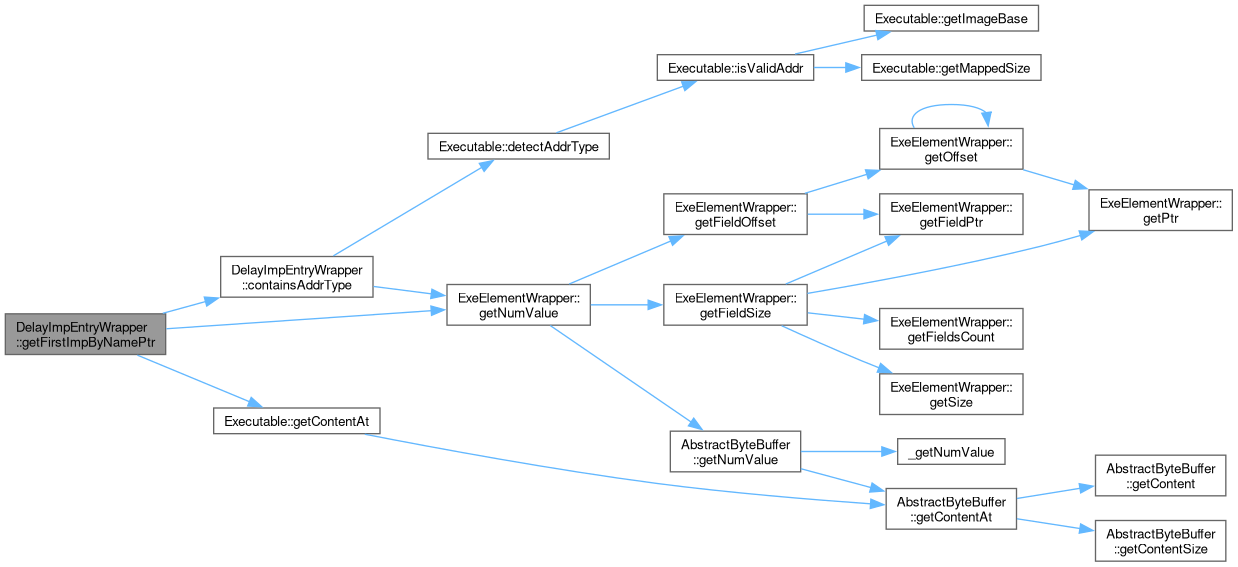 DelayImpEntryWrapper
::getFirstImpByNamePtr
DelayImpEntryWrapper
::containsAddrType
Executable::getContentAt
Executable::detectAddrType
ExeElementWrapper::
getNumValue
Executable::isValidAddr
ExeElementWrapper::
getFieldOffset
ExeElementWrapper::
getFieldSize
AbstractByteBuffer
::getNumValue
Executable::getImageBase
Executable::getMappedSize
ExeElementWrapper::
getOffset
ExeElementWrapper::
getFieldPtr
ExeElementWrapper::
getFieldsCount
ExeElementWrapper::
getSize
_getNumValue
AbstractByteBuffer
::getContentAt
ExeElementWrapper::
getPtr
AbstractByteBuffer
::getContent
AbstractByteBuffer
::getContentSize